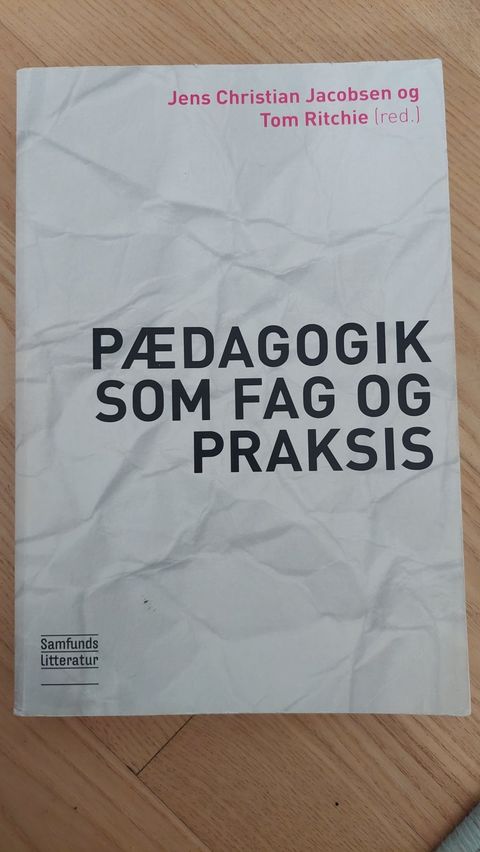 Jens Christian Jacobsen og
Tom Ritchie (red.)
PÆDAGOGIK
SOM FAG OG
PRAKSIS
Samfunds
litteratur